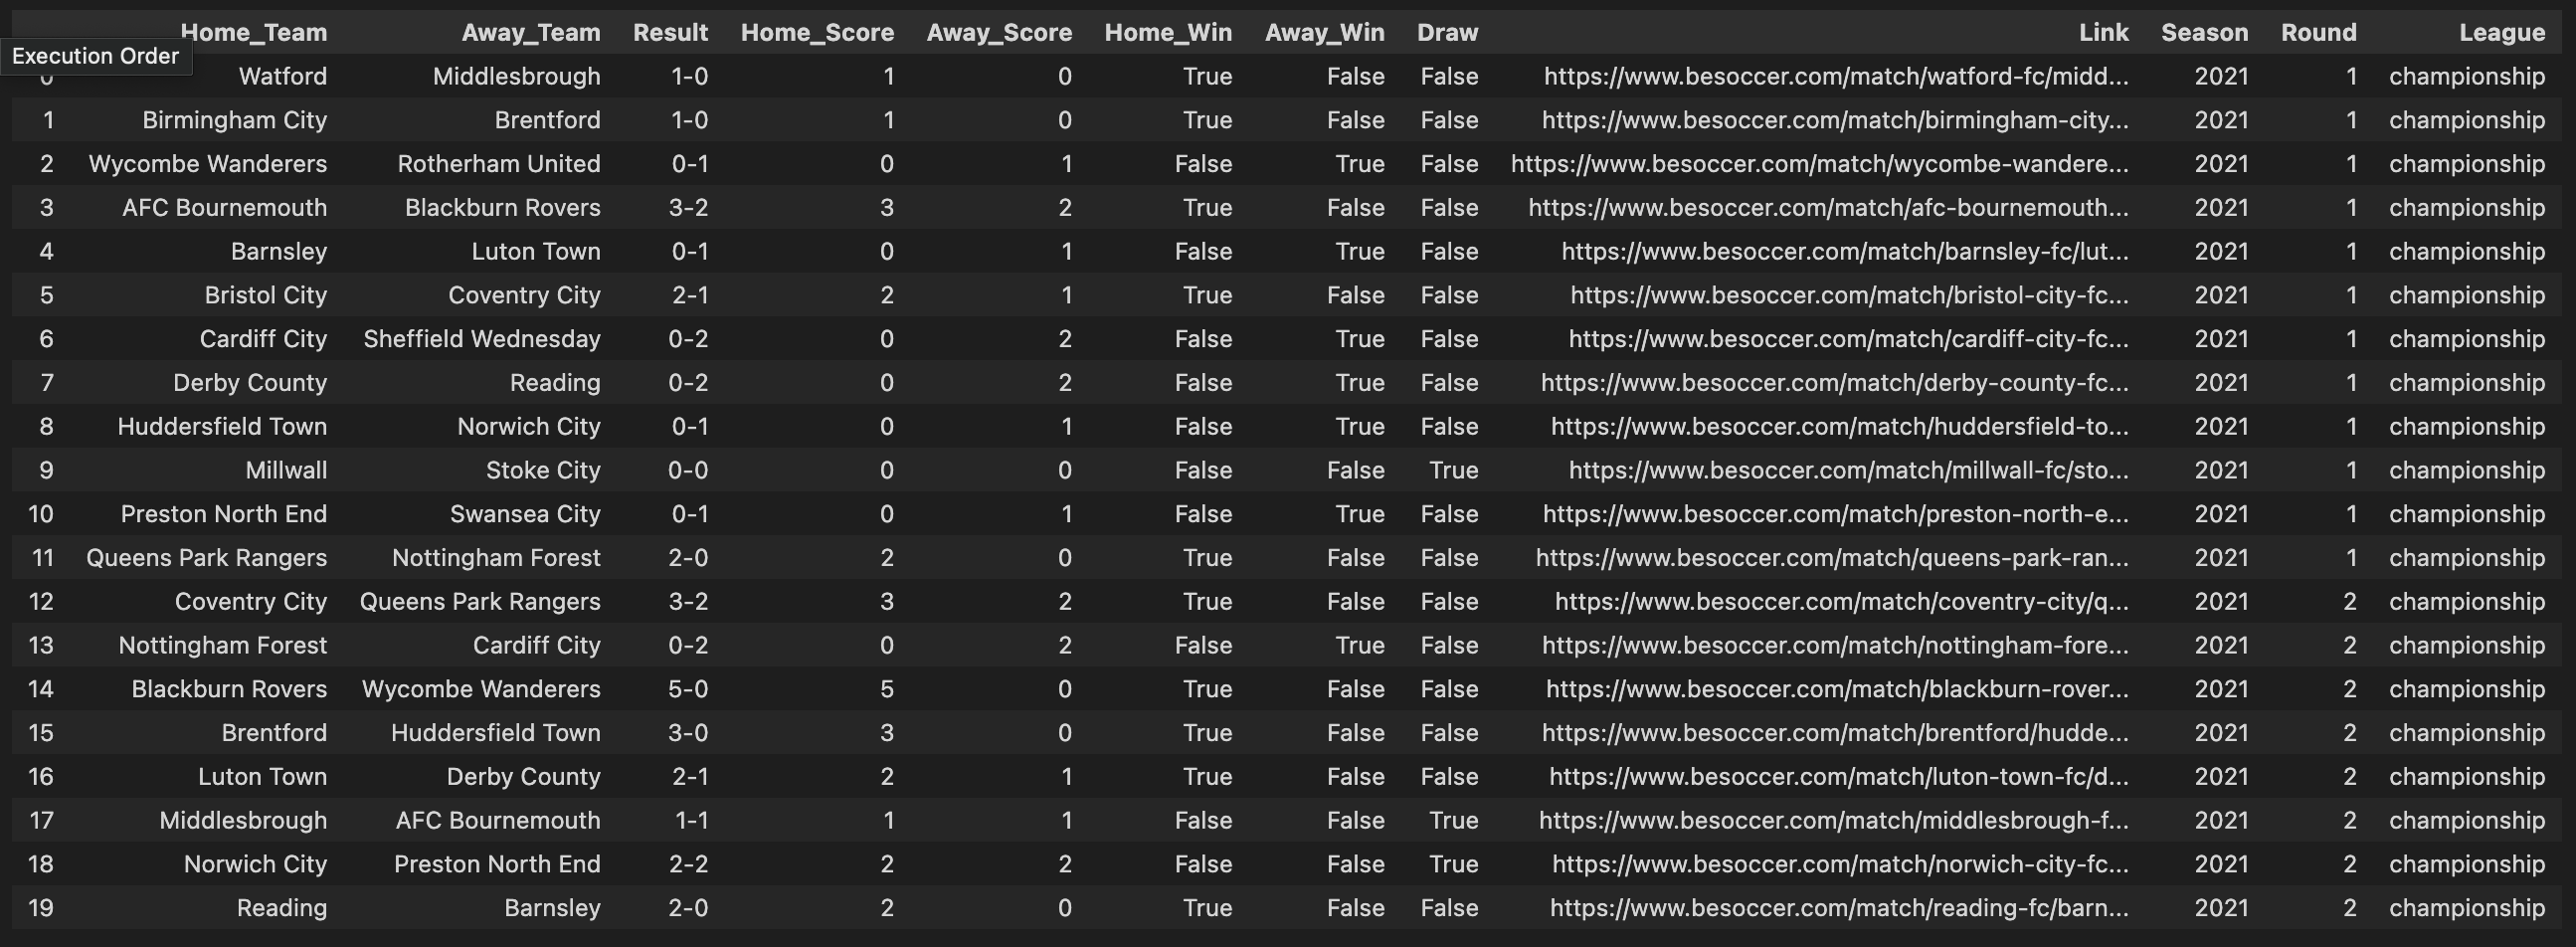 Home_Team Away_Team Result Home_Score Away_Score Home_Win Away_Win Draw Link Season Round League
Execution Order
0 Watford Middlesbrough 1-0 1 0 True False False https://www.besoccer.com/match/watford-fc/midd... 2021 1 championship
1 Birmingham City Brentford 1-0 1 0 True False False https://www.besoccer.com/match/birmingham-city... 2021 1 championship
2 Wycombe Wanderers Rotherham United 0-1 0 1 False True False https://www.besoccer.com/match/wycombe-wandere... 2021 1 championship
3 AFC Bournemouth Blackburn Rovers 3-2 3 2 True False False https://www.besoccer.com/match/afc-bournemouth... 2021 1 championship
4 Barnsley Luton Town 0-1 0 1 False True False https://www.besoccer.com/match/barnsley-fc/lut... 2021 1 championship
5 Bristol City Coventry City 2-1 2 1 True False False https://www.besoccer.com/match/bristol-city-fc... 2021 1 championship
6 Cardiff City Sheffield Wednesday 0-2 0 2 False True False https://www.besoccer.com/match/cardiff-city-fc... 2021 1 championship
7 Derby County Reading 0-2 0 2 False True False https://www.besoccer.com/match/derby-county-fc... 2021 1 championship
8 Huddersfield Town Norwich City 0-1 0 1 False True False https://www.besoccer.com/match/huddersfield-to... 2021 1 championship
9 Millwall Stoke City 0-0 0 0 False False True https://www.besoccer.com/match/millwall-fc/sto... 2021 1 championship
10 Preston North End Swansea City 0-1 0 1 False True False https://www.besoccer.com/match/preston-north-e... 2021 1 championship
11 Queens Park Rangers Nottingham Forest 2-0 2 0 True False False https://www.besoccer.com/match/queens-park-ran... 2021 1 championship
12 Coventry City Queens Park Rangers 3-2 3 2 True False False https://www.besoccer.com/match/coventry-city/q... 2021 2 championship
13 Nottingham Forest Cardiff City 0-2 0 2 False True False https://www.besoccer.com/match/nottingham-fore... 2021 2 championship
14 Blackburn Rovers Wycombe Wanderers 5-0 5 0 True False False https://www.besoccer.com/match/blackburn-rover... 2021 2 championship
15 Brentford Huddersfield Town 3-0 3 0 True False False https://www.besoccer.com/match/brentford/hudde... 2021 2 championship
16 Luton Town Derby County 2-1 2 1 True False False https://www.besoccer.com/match/luton-town-fc/d... 2021 2 championship
17 Middlesbrough AFC Bournemouth 1-1 1 1 False False True https://www.besoccer.com/match/middlesbrough-f... 2021 2 championship
18 Norwich City Preston North End 2-2 2 2 False False True https://www.besoccer.com/match/norwich-city-fc... 2021 2 championship
19 Reading Barnsley 2-0 2 0 True False False https://www.besoccer.com/match/reading-fc/barn... 2021 2 championship